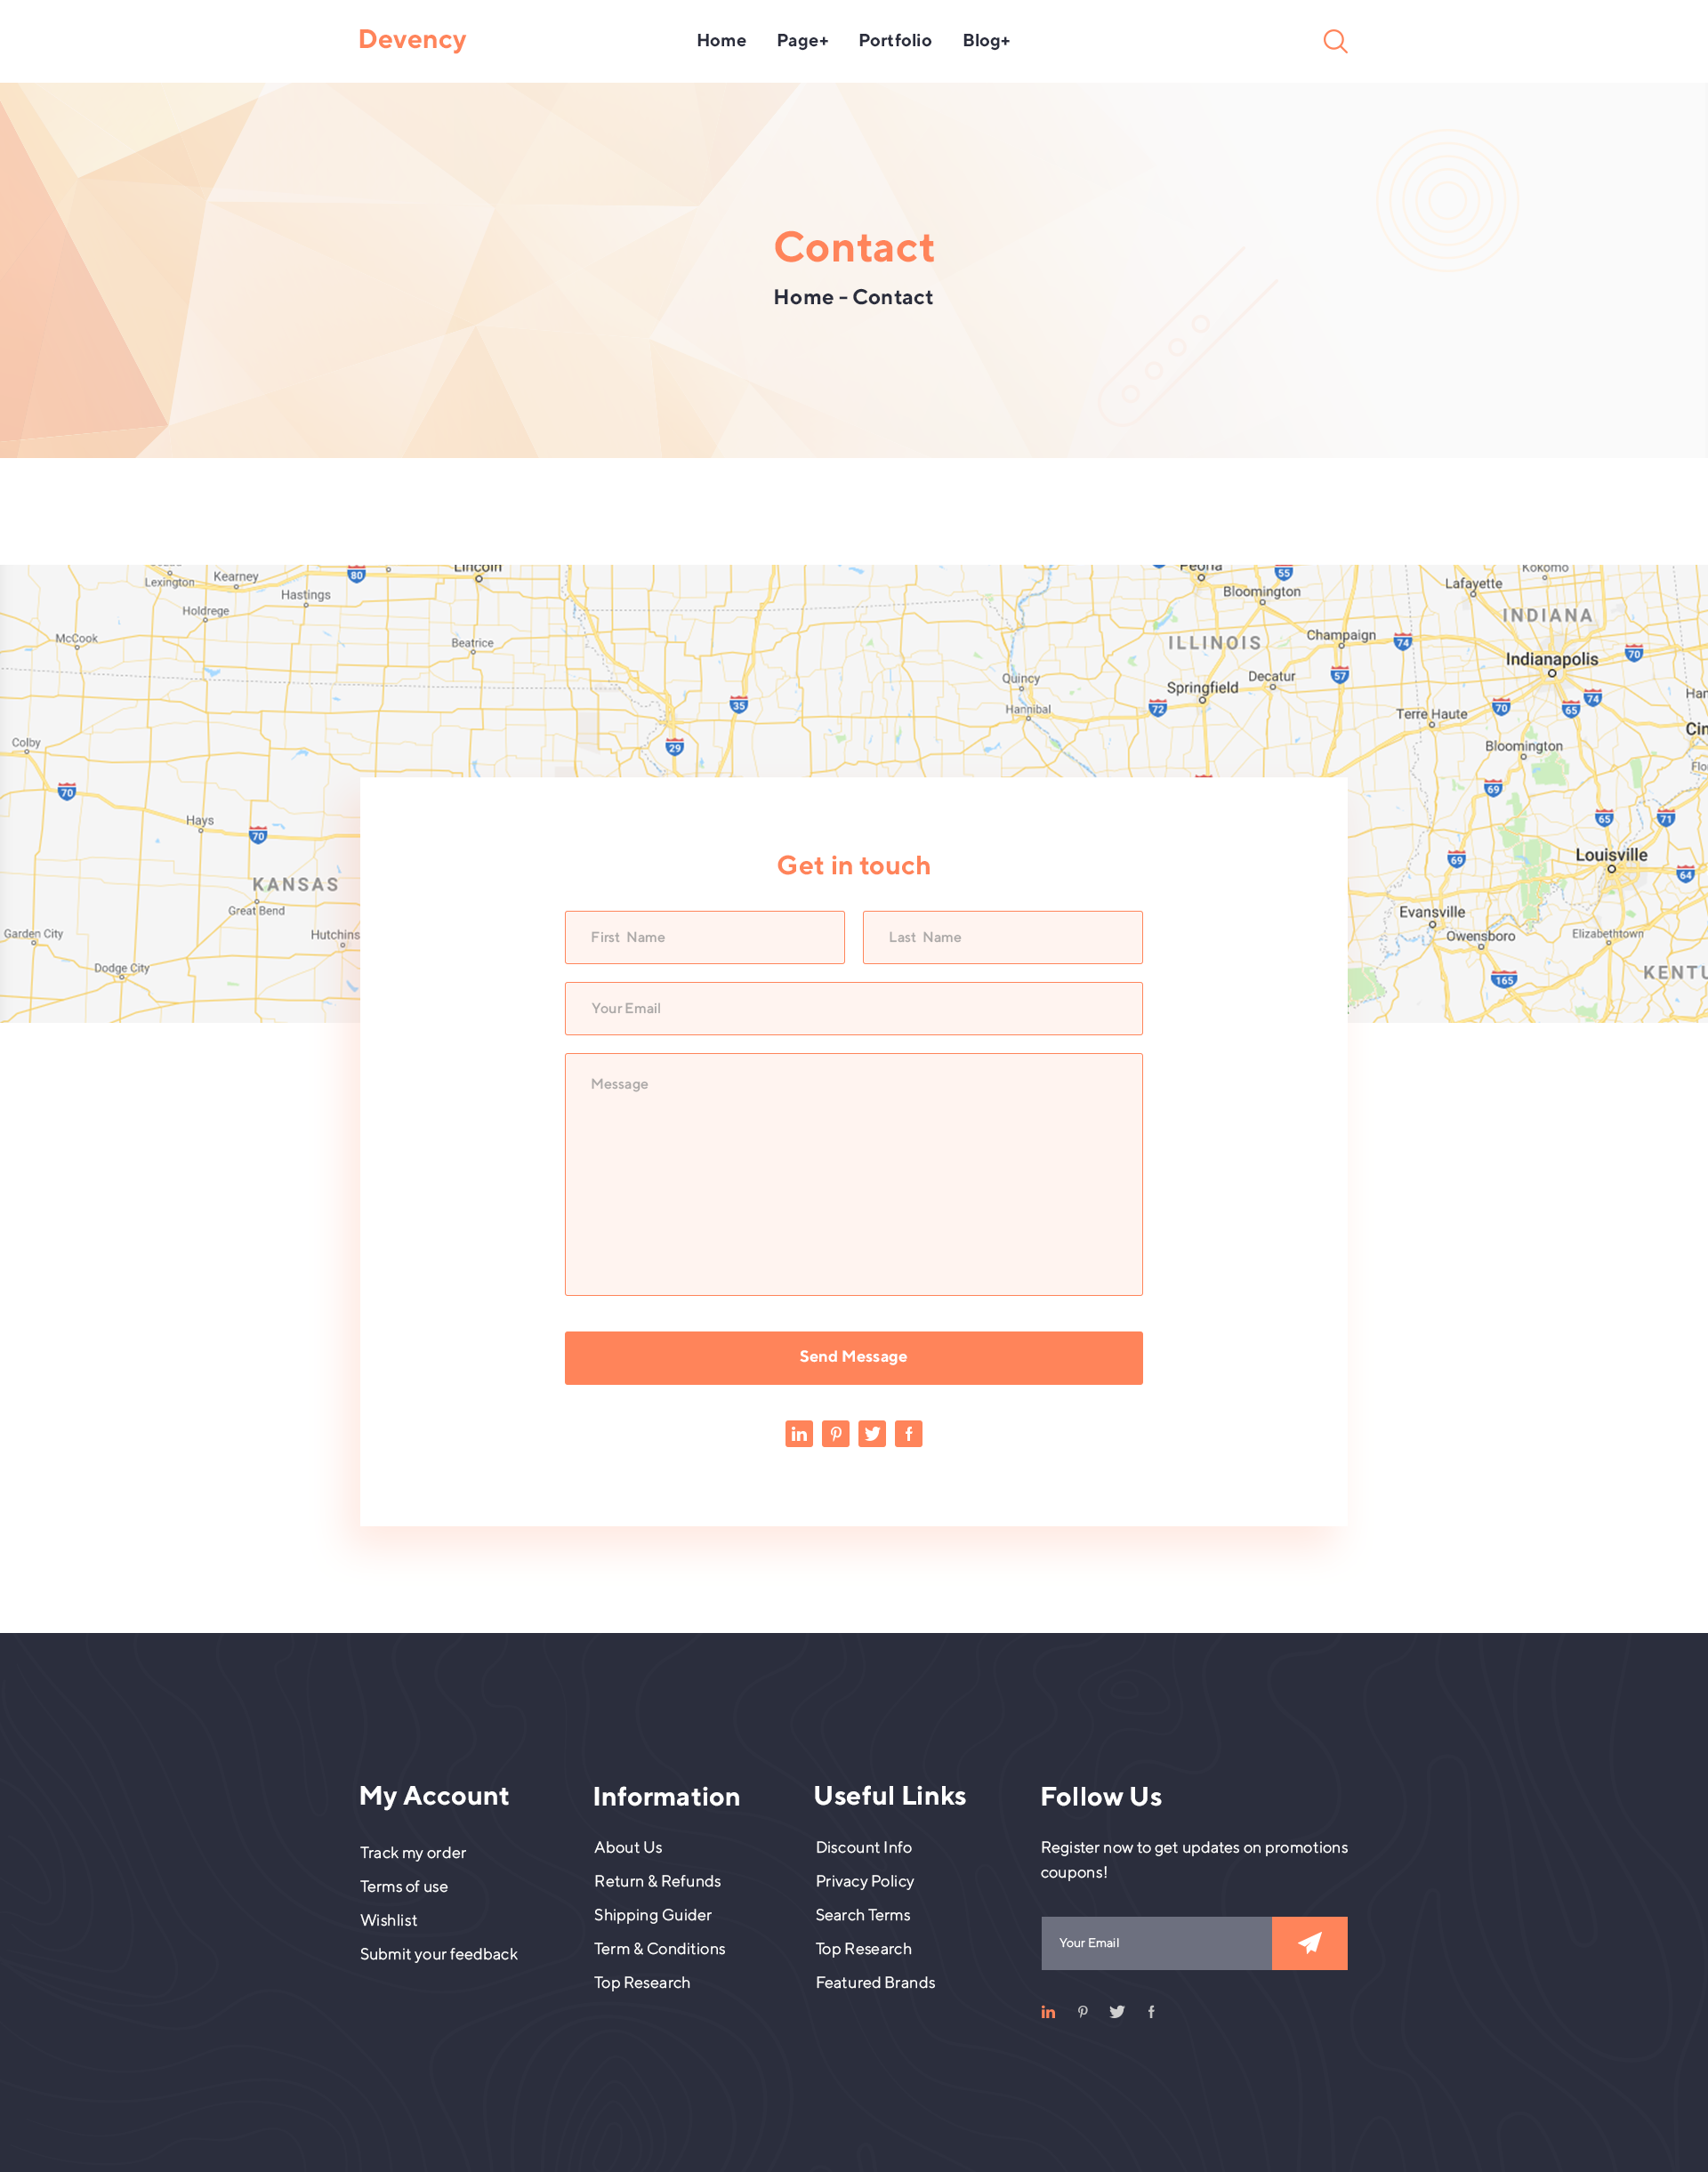 Devency
Home Page+ Portfolio Blog+
Contact
Home - Contact
Lexington
Kearney
80
Lincoln
Hastings
Holdrege
McCook
Beatrice
35
29
Colby
70
Hays
70
KANSAS
Great Bend
Garden City
Hutchins
Dodge City
Peoria
55
Bloomington
ILLINOIS
Champaign
74
Quincy
Springfield
Decatur
57
Hannibal
72
Kokomo
Lafayette
INDIANA
Indianapolis
70
Terre Haute
70
65
74
Bloomington
69
65
71
69
Louisville
64
Evansville
Owensboro
Elizabethtown
165
KENTU
Get in touch
First Name
Last Name
Your Email
Message
Send Message
in
My Account
Track my order
Terms of use
Wishlist
Submit your feedback
Information
About Us
Return & Refunds
Shipping Guider
Term & Conditions
Top Research
Useful Links
Discount Info
Privacy Policy
Search Terms
Top Research
Featured Brands
Follow Us
Register now to get updates on promotions
coupons!
Your Email
in